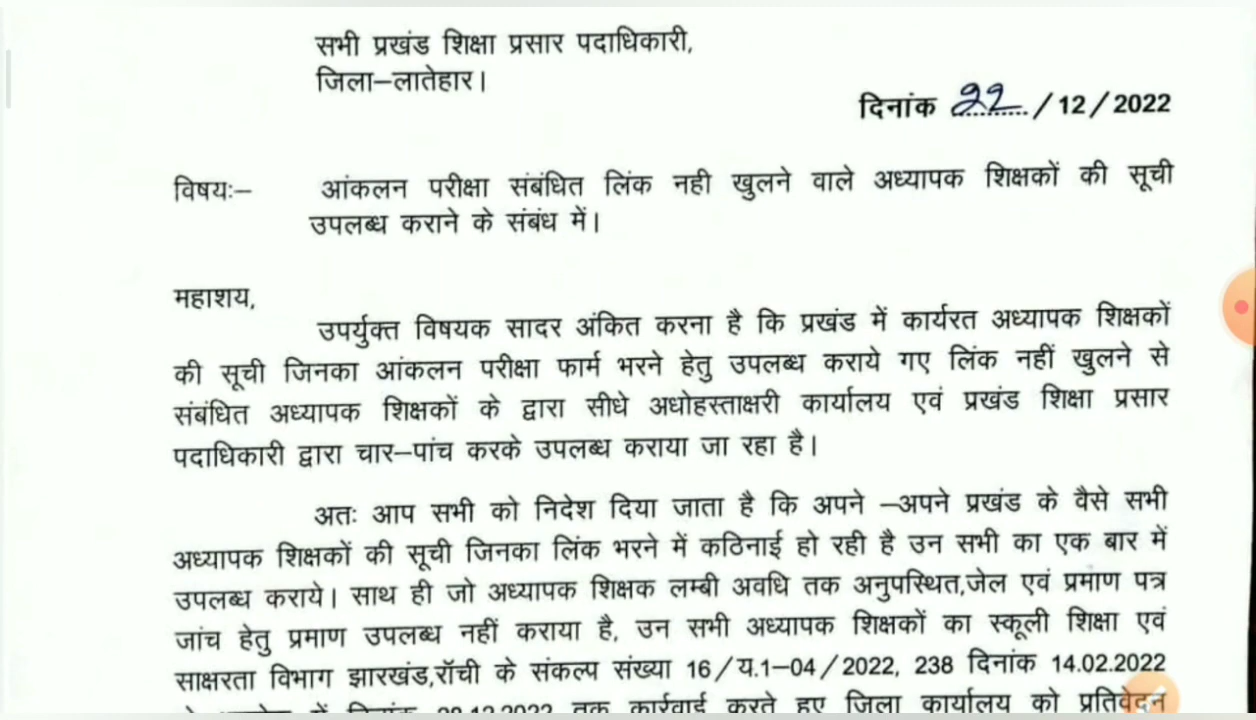 सभी प्रखंड शिक्षा प्रसार पदाधिकारी,
जिला–लातेहार।
दिनांक 22/12/2022
विषयः– आंकलन परीक्षा संबंधित लिंक नही खुलने वाले अध्यापक शिक्षकों की सूची
उपलब्ध कराने के संबंध में।
महाशय,
उपर्युक्त विषयक सादर अंकित करना है कि प्रखंड में कार्यरत अध्यापक शिक्षकों
की सूची जिनका आंकलन परीक्षा फार्म भरने हेतु उपलब्ध कराये गए लिंक नहीं खुलने से
संबंधित अध्यापक शिक्षकों के द्वारा सीधे अधोहस्ताक्षरी कार्यालय एवं प्रखंड शिक्षा प्रसार
पदाधिकारी द्वारा चार–पांच करके उपलब्ध कराया जा रहा है।
अतः आप सभी को निदेश दिया जाता है कि अपने –अपने प्रखंड के वैसे सभी
अध्यापक शिक्षकों की सूची जिनका लिंक भरने में कठिनाई हो रही है उन सभी का एक बार में
उपलब्ध कराये। साथ ही जो अध्यापक शिक्षक लम्बी अवधि तक अनुपस्थित,जेल एवं प्रमाण पत्र
जांच हेतु प्रमाण उपलब्ध नहीं कराया है, उन सभी अध्यापक शिक्षकों का स्कूली शिक्षा एवं
साक्षरता विभाग झारखंड,रॉची के संकल्प संख्या 16/य.1–04/2022, 238 दिनांक 14.02.2022
में दिनांक तक कार्रवाई करते हुए जिला कार्यालय को प्रतिवेदन